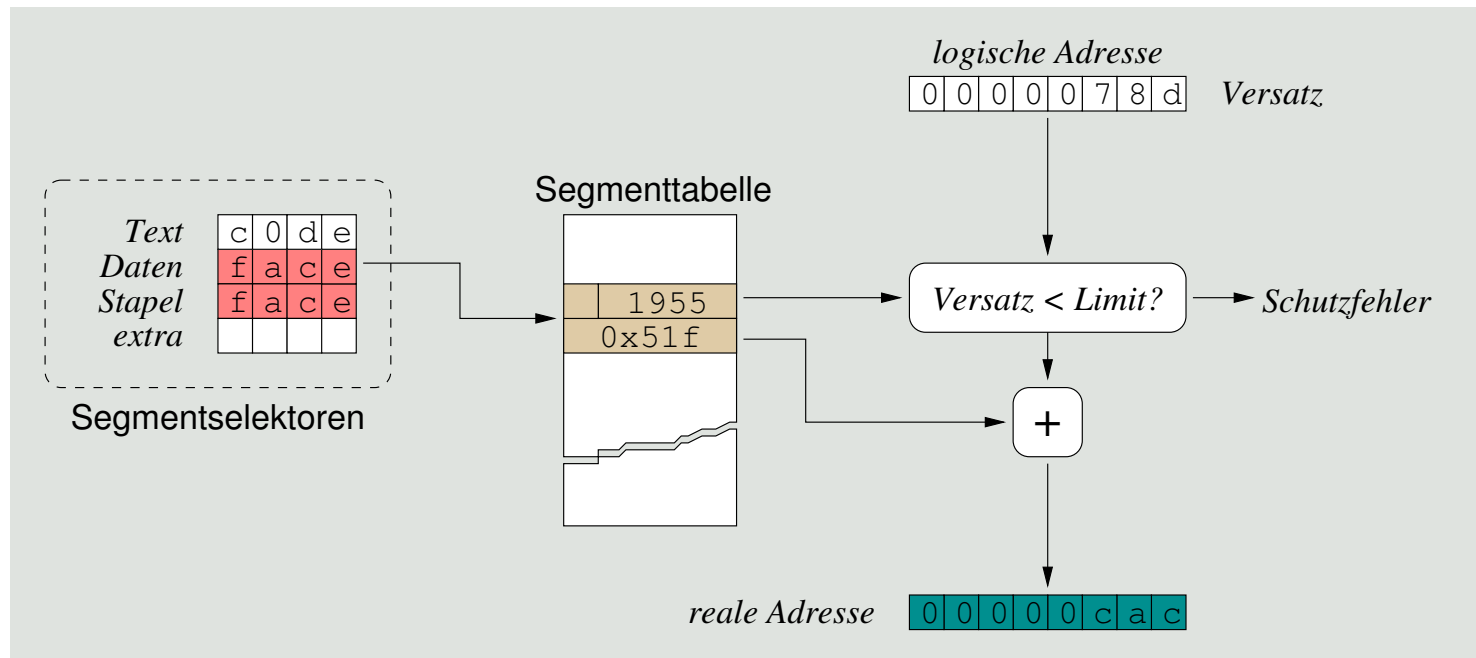 logische Adresse
0 0 0 0 0 7 8 d Versatz
Segmenttabelle
Text c 0 d e
Daten f a c e
Stapel f a c e
extra
Segmentselektoren
1955
0x51f
Versatz < Limit?
Schutzfehler
+
reale Adresse 0 0 0 0 0 c a c